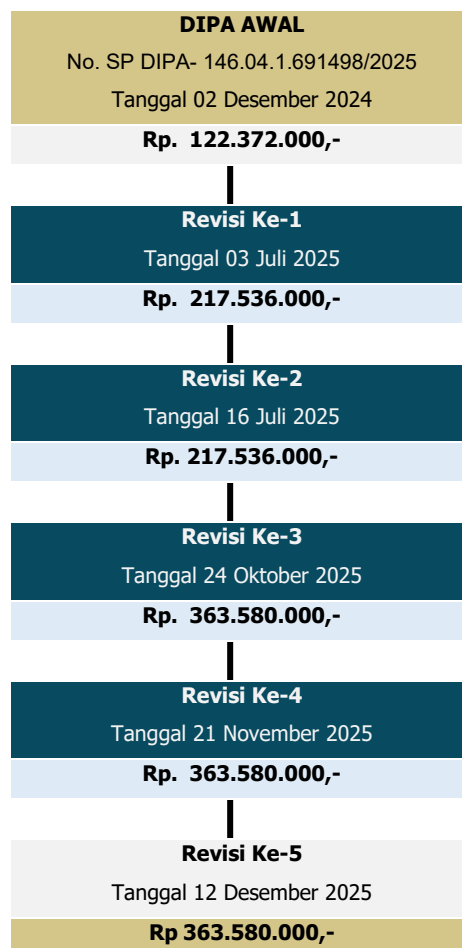 DIPA AWAL
No. SP DIPA- 146.04.1.691498/2025
Tanggal 02 Desember 2024
Rp. 122.372.000,-
Revisi Ke-1
Tanggal 03 Juli 2025
Rp. 217.536.000,-
Revisi Ke-2
Tanggal 16 Juli 2025
Rp. 217.536.000,-
Revisi Ke-3
Tanggal 24 Oktober 2025
Rp. 363.580.000,-
Revisi Ke-4
Tanggal 21 November 2025
Rp. 363.580.000,-
Revisi Ke-5
Tanggal 12 Desember 2025
Rp 363.580.000,-